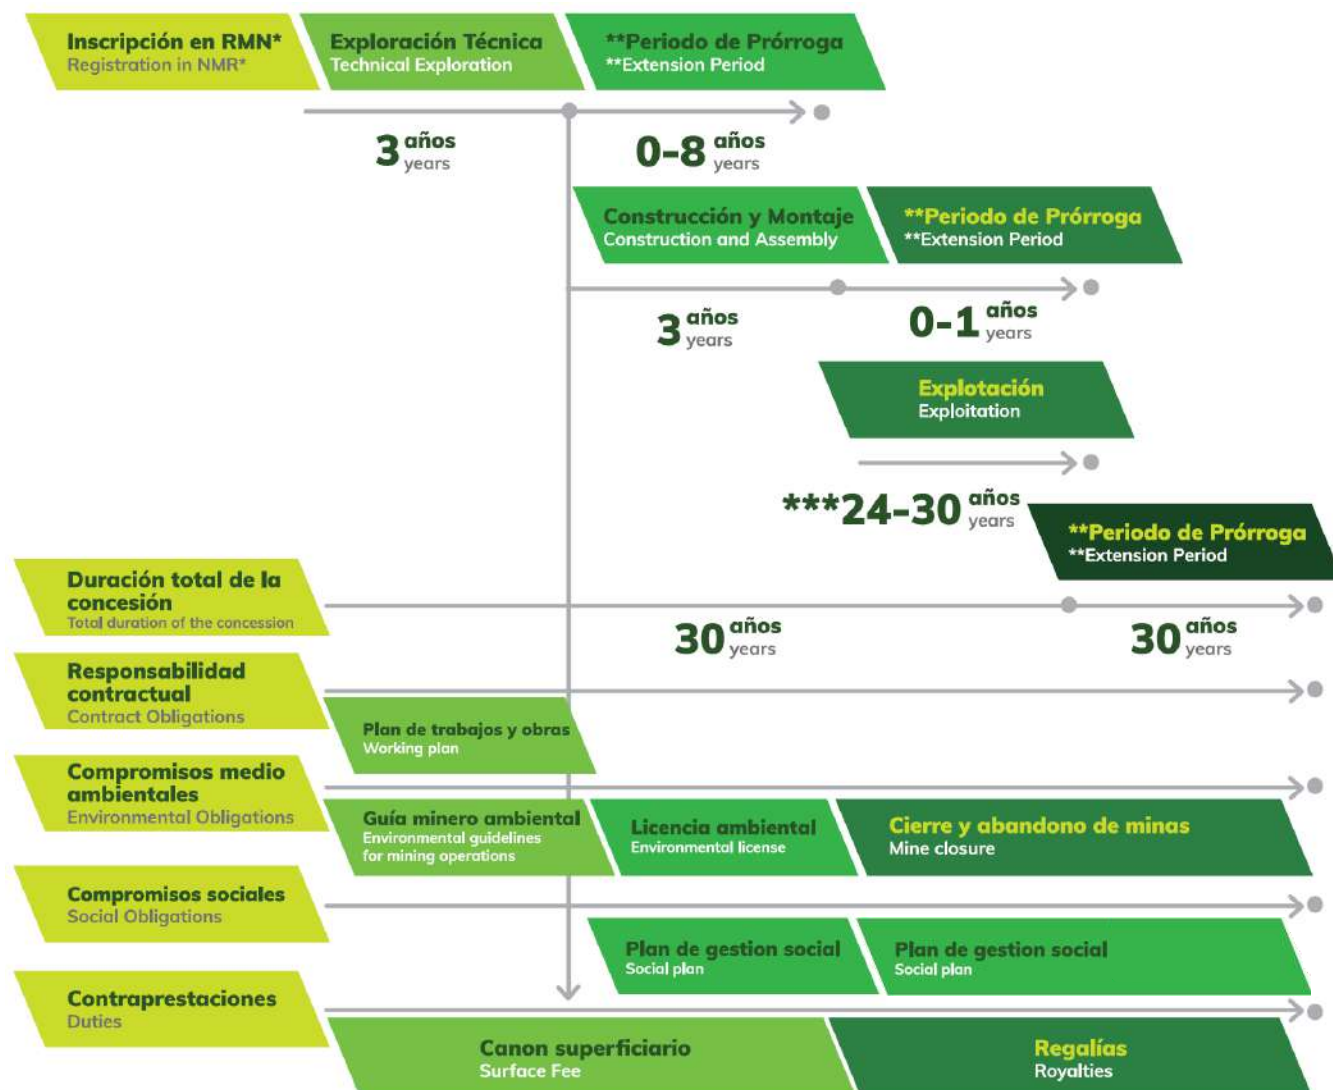 Inscripción en RMN*
Registration in NMR*
Exploración Técnica
Technical Exploration
**Periodo de Prórroga
**Extension Period
3 años
years
0-8 años
years
Construcción y Montaje
Construction and Assembly
**Periodo de Prórroga
**Extension Period
3 años
years
0-1 años
years
Explotación
Exploitation
***24-30 años
years
**Periodo de Prórroga
**Extension Period
Duración total de la
concesión
Total duration of the concession
30 años
years
30 años
years
Responsabilidad
contractual
Contract Obligations
Plan de trabajos y obras
Working plan
Compromisos medio
ambientales
Environmental Obligations
Guía minero ambiental
Environmental guidelines
for mining operations
Licencia ambiental
Environmental license
Cierre y abandono de minas
Mine closure
Compromisos sociales
Social Obligations
Plan de gestion social
Social plan
Plan de gestion social
Social plan
Contraprestaciones
Duties
Canon superficiario
Surface Fee
Regalías
Royalties